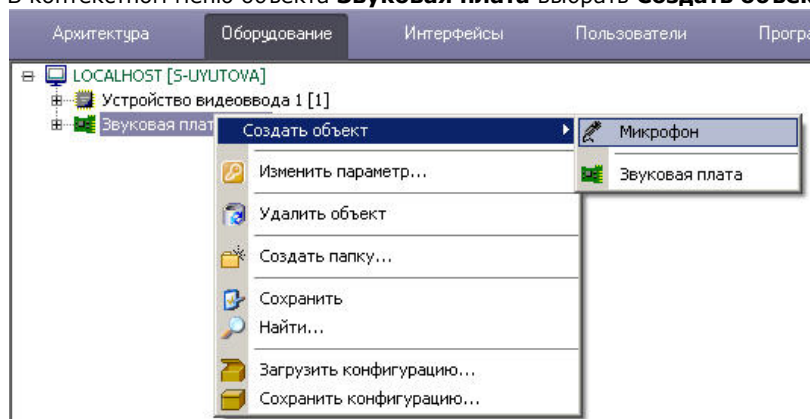 В контекстном меню объекта Звуковая плата выбрать Создать объек
Архитектура Оборудование Интерфейсы Пользователи Програ
LOCALHOST [S-UYUTOVA]
Устройство видеоввода 1 [1]
Звуковая плат
Создать объект
Микрофон
Звуковая плата
Изменить параметр...
Удалить объект
Создать папку...
Сохранить
Найти...
Загрузить конфигурацию...
Сохранить конфигурацию...